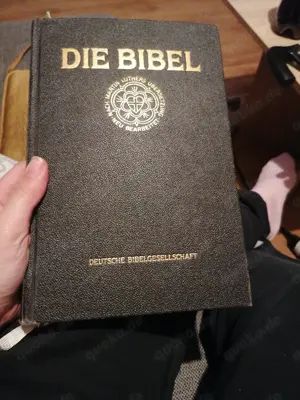 DIE BIBEL
NACH MARTIN LUTHERS ÜBERSETZUNG
NEU BEARBEITET
DEUTSCHE BIBELGESELLSCHAFT